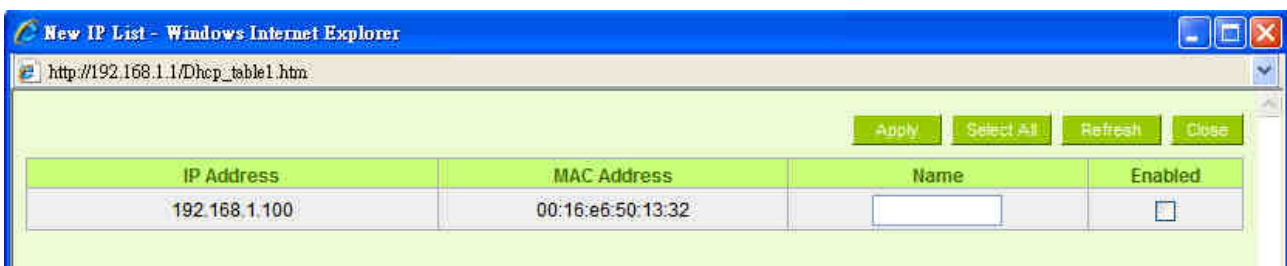 New IP List - Windows Internet Explorer
http://192.168.1.1/Dhcp_table1.htm
Apply Select All Refresh Close
IP Address MAC Address Name Enabled
192.168.1.100 00:16:e6:50:13:32